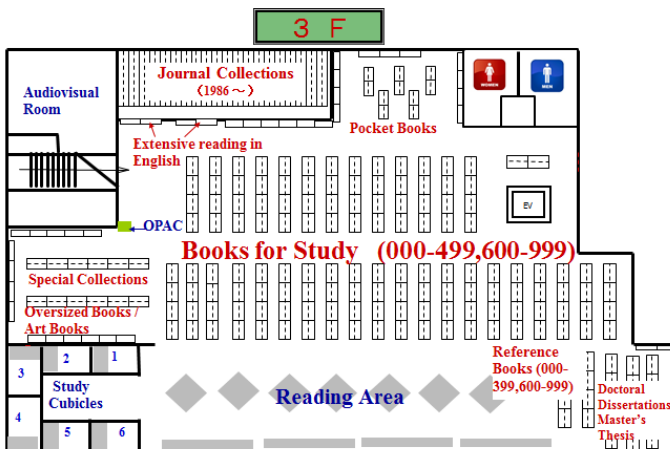 3 F
Journal Collections
(1986～)
Audiovisual
Room
WOMEN
MEN
Pocket Books
Extensive reading in
English
EV
OPAC
Books for Study (000-499,600-999)
Special Collections
Oversized Books /
Art Books
Reference
Books (000-
399,600-999)
Doctoral
Dissertations
Master's
Thesis
3
2
1
Study
Cubicles
4
5
6
Reading Area